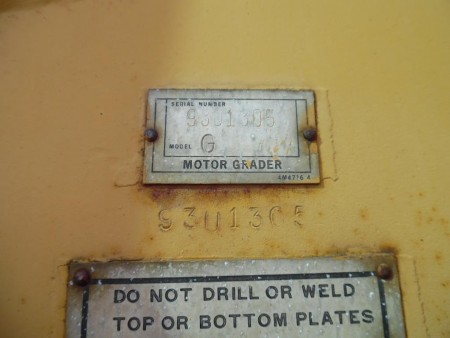 SERIAL NUMBER
93U1305
MODEL G
MOTOR GRADER
93U1305
DO NOT DRILL OR WELD
TOP OR BOTTOM PLATES